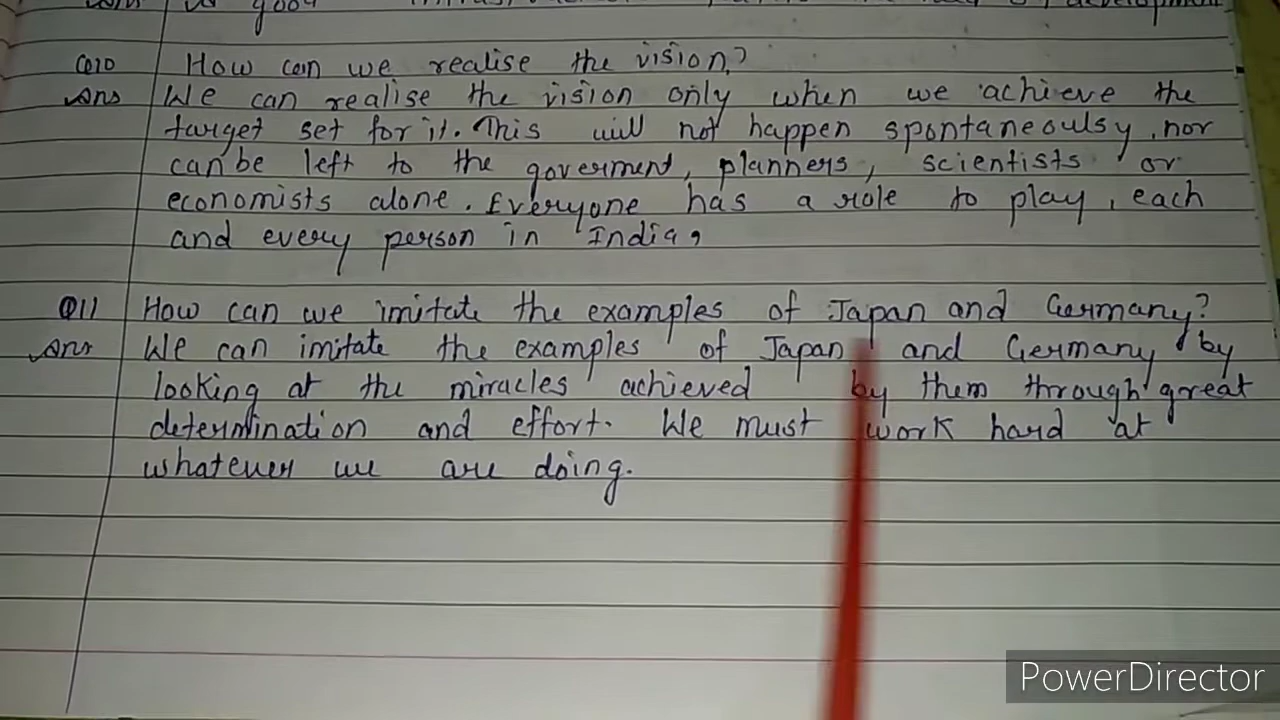 is good development
Q10 How can we realise the vision?
Ans We can realise the vision only when we achieve the
target set for it. This will not happen spontaneoulsy, nor
can be left to the goverment, planners, scientists or
economists alone. Everyone has a role to play, each
and every person in India,
Q11 How can we imitate the examples of Japan and Germany?
Ans We can imitate the examples of Japan and Germany by
looking at the miracles achieved by them through great
determination and effort. We must work hard at
whatever we are doing.
PowerDirector